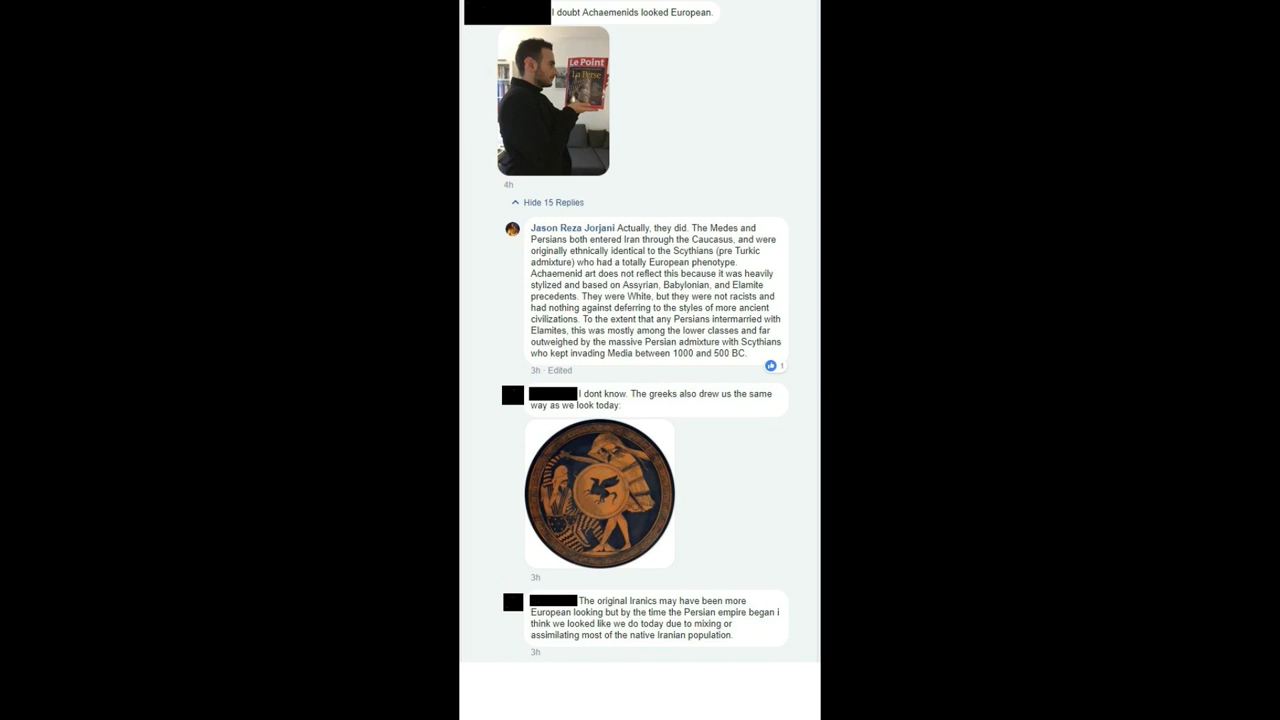 I doubt Achaemenids looked European.
Le Point
La Perse
4h
Hide 15 Replies
Jason Reza Jorjani Actually, they did. The Medes and
Persians both entered Iran through the Caucasus, and were
originally ethnically identical to the Scythians (pre Turkic
admixture) who had a totally European phenotype.
Achaemenid art does not reflect this because it was heavily
stylized and based on Assyrian, Babylonian, and Elamite
precedents. They were White, but they were not racists and
had nothing against deferring to the styles of more ancient
civilizations. To the extent that any Persians intermarried with
Elamites, this was mostly among the lower classes and far
outweighed by the massive Persian admixture with Scythians
who kept invading Media between 1000 and 500 BC.
1
3h · Edited
I dont know. The greeks also drew us the same
way as we look today:
3h
The original Iranics may have been more
European looking but by the time the Persian empire began i
think we looked like we do today due to mixing or
assimilating most of the native Iranian population.
3h